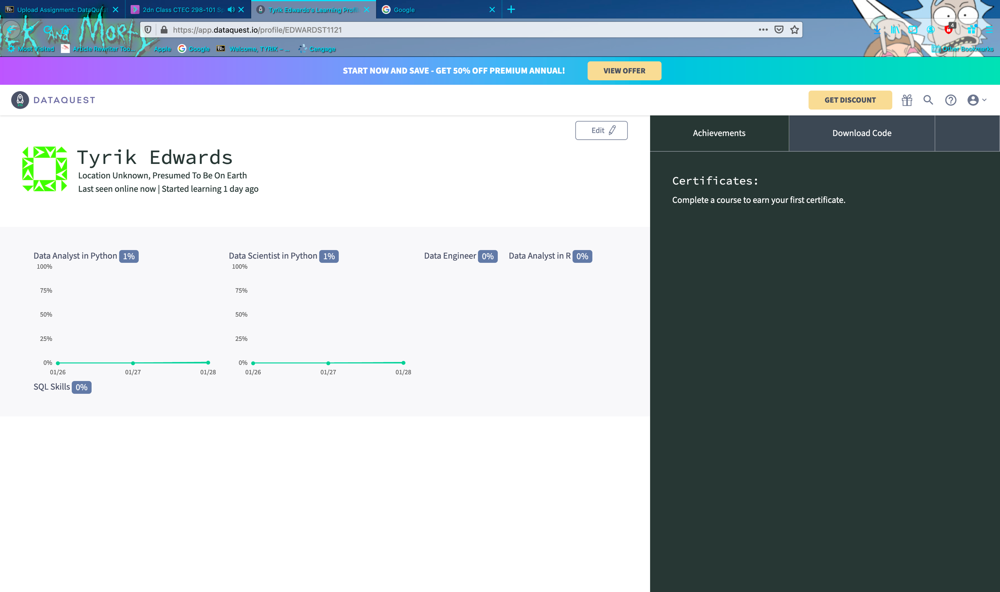 Upload Assignment: DataQuest
2dn Class CTEC 298-101 Sp
Tyrik Edwards's Learning Profil
Google
https://app.dataquest.io/profile/EDWARDST1121
4
AND MORTY
Most Visited
Article Rewriter Too...
Apple
Google
Bb
Welcome, TYRIK – ...
Cengage
Other Bookmarks
START NOW AND SAVE - GET 50% OFF PREMIUM ANNUAL!
VIEW OFFER
DATAQUEST
GET DISCOUNT
Edit
Achievements
Download Code
Tyrik Edwards
Location Unknown, Presumed To Be On Earth
Last seen online now | Started learning 1 day ago
Certificates:
Complete a course to earn your first certificate.
Data Analyst in Python 1%
100%
75%
50%
25%
0%
01/26 01/27 01/28
Data Scientist in Python 1%
100%
75%
50%
25%
0%
01/26 01/27 01/28
Data Engineer 0%
Data Analyst in R 0%
SQL Skills 0%